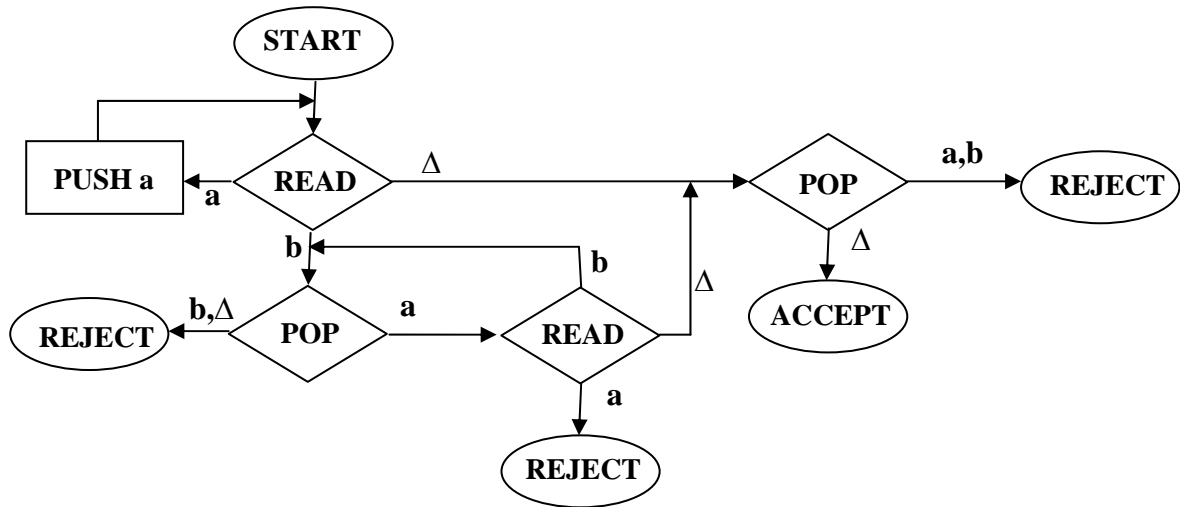 START
PUSH a
a
READ
Δ
POP
a,b
REJECT
b
b
Δ
Δ
REJECT
b,Δ
POP
a
READ
ACCEPT
a
REJECT